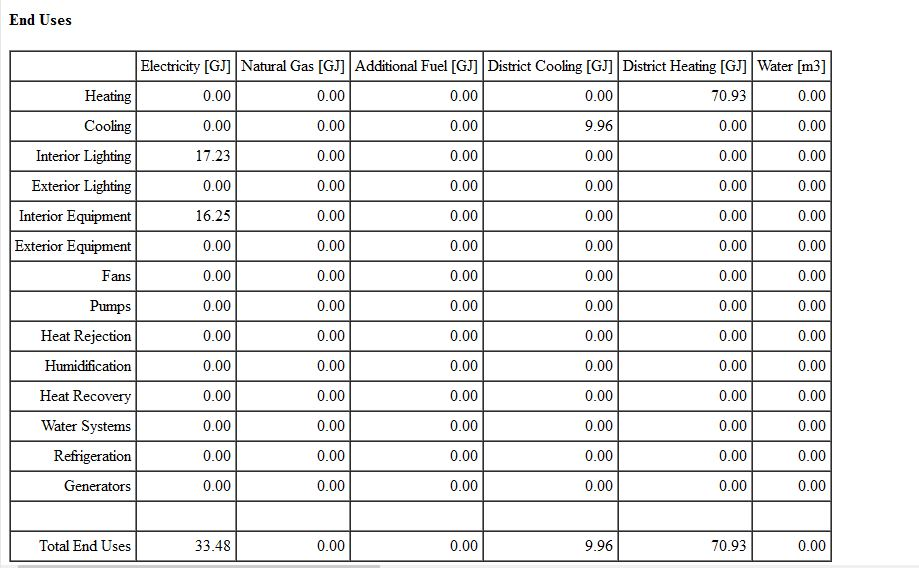 End Uses
Electricity [GJ] Natural Gas [GJ] Additional Fuel [GJ] District Cooling [GJ] District Heating [GJ] Water [m3]
Heating 0.00 0.00 0.00 0.00 70.93 0.00
Cooling 0.00 0.00 0.00 9.96 0.00 0.00
Interior Lighting 17.23 0.00 0.00 0.00 0.00 0.00
Exterior Lighting 0.00 0.00 0.00 0.00 0.00 0.00
Interior Equipment 16.25 0.00 0.00 0.00 0.00 0.00
Exterior Equipment 0.00 0.00 0.00 0.00 0.00 0.00
Fans 0.00 0.00 0.00 0.00 0.00 0.00
Pumps 0.00 0.00 0.00 0.00 0.00 0.00
Heat Rejection 0.00 0.00 0.00 0.00 0.00 0.00
Humidification 0.00 0.00 0.00 0.00 0.00 0.00
Heat Recovery 0.00 0.00 0.00 0.00 0.00 0.00
Water Systems 0.00 0.00 0.00 0.00 0.00 0.00
Refrigeration 0.00 0.00 0.00 0.00 0.00 0.00
Generators 0.00 0.00 0.00 0.00 0.00 0.00
Total End Uses 33.48 0.00 0.00 9.96 70.93 0.00